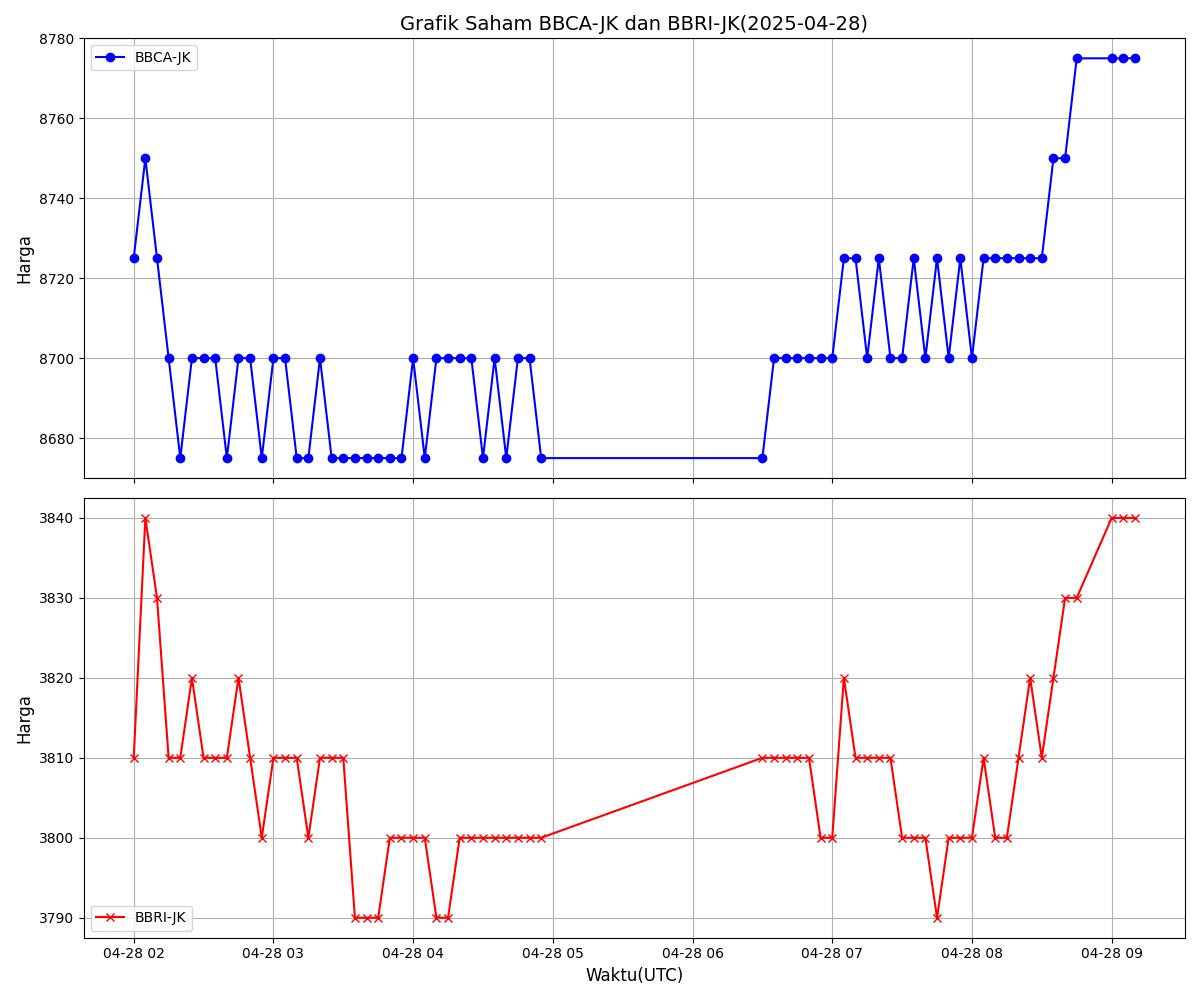 Grafik Saham BBCA-JK dan BBRI-JK(2025-04-28)
8780
BBCA-JK
8760
8740
8720
8700
8680
Harga
3840
3830
3820
3810
3800
3790
Harga
BBRI-JK
04-28 02 04-28 03 04-28 04 04-28 05 04-28 06 04-28 07 04-28 08 04-28 09
Waktu(UTC)